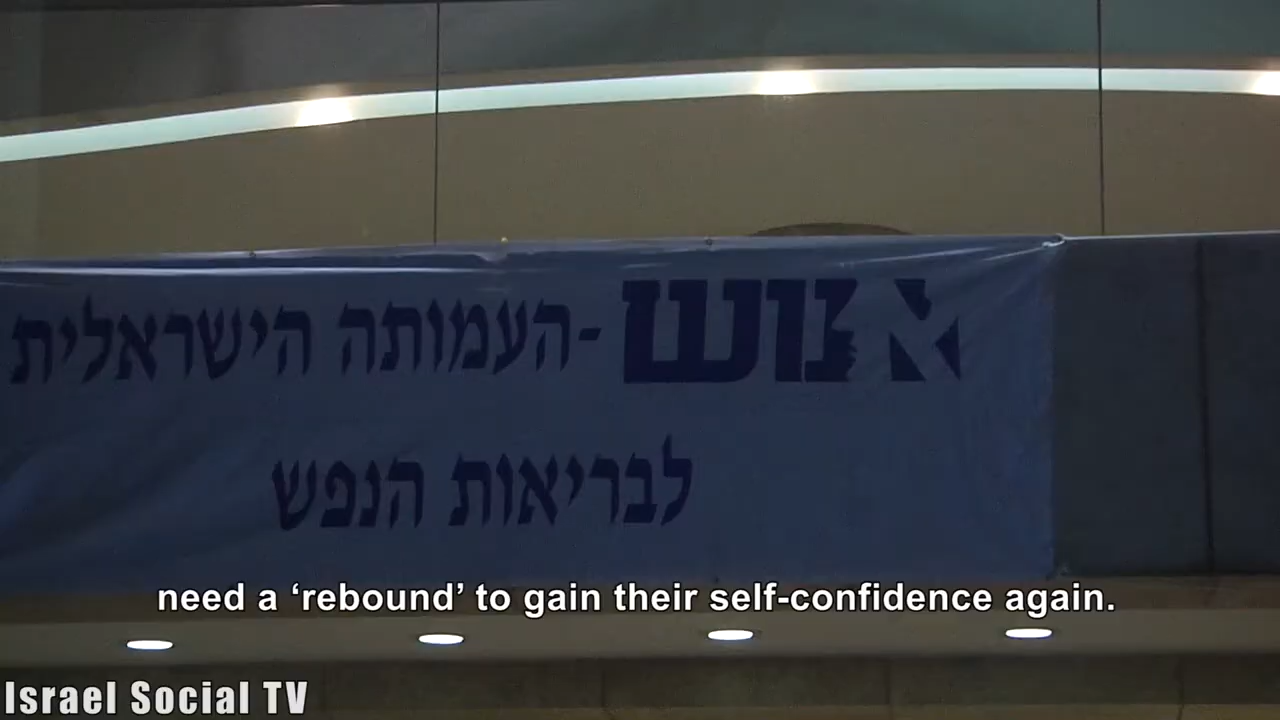 אנוש -העמותה הישראלית
לבריאות הנפש
need a ‘rebound’ to gain their self-confidence again.
Israel Social TV